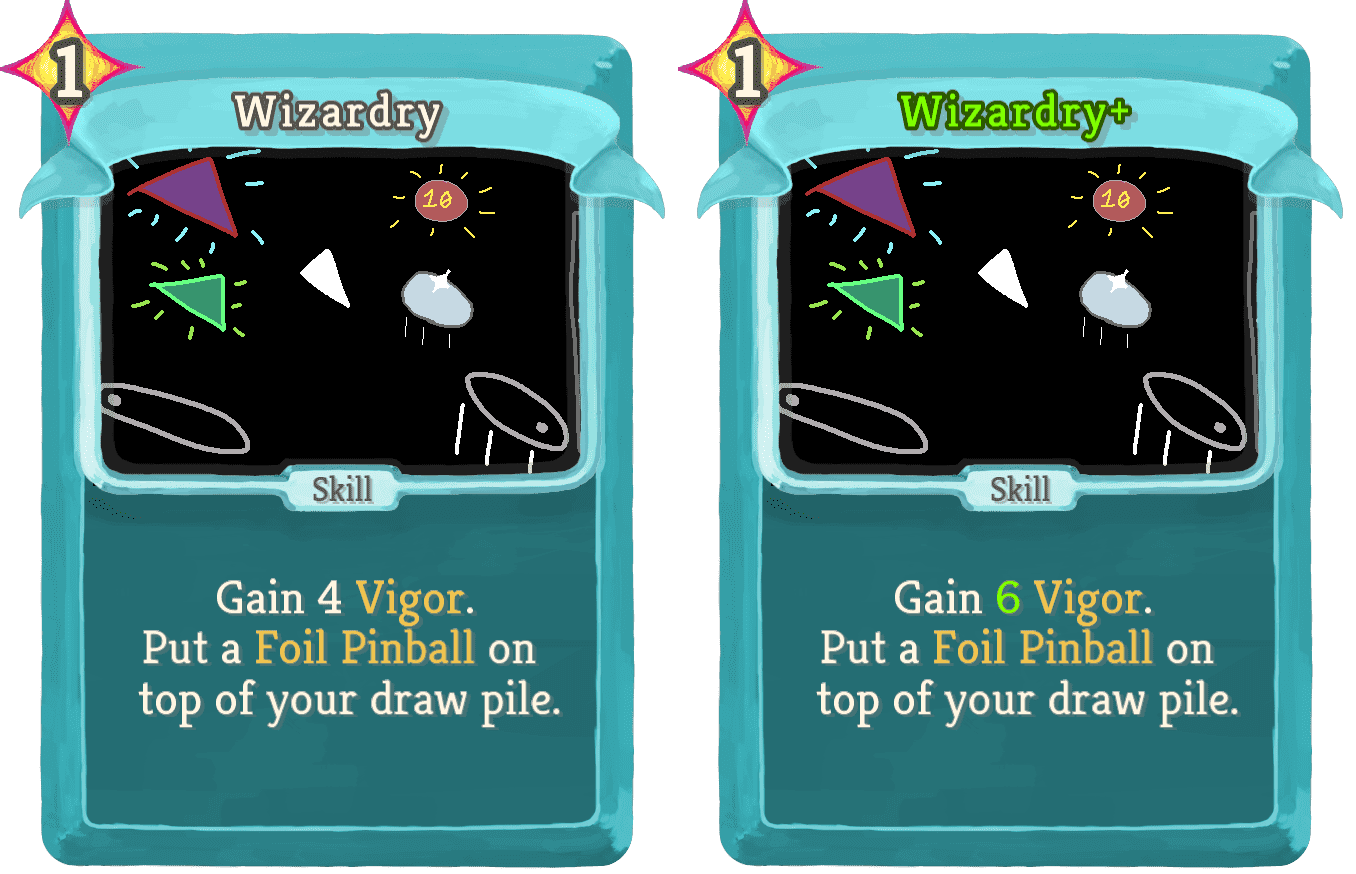 1
Wizardry
10
Skill
Gain 4 Vigor.
Put a Foil Pinball on
top of your draw pile.
1
Wizardry+
10
Skill
Gain 6 Vigor.
Put a Foil Pinball on
top of your draw pile.